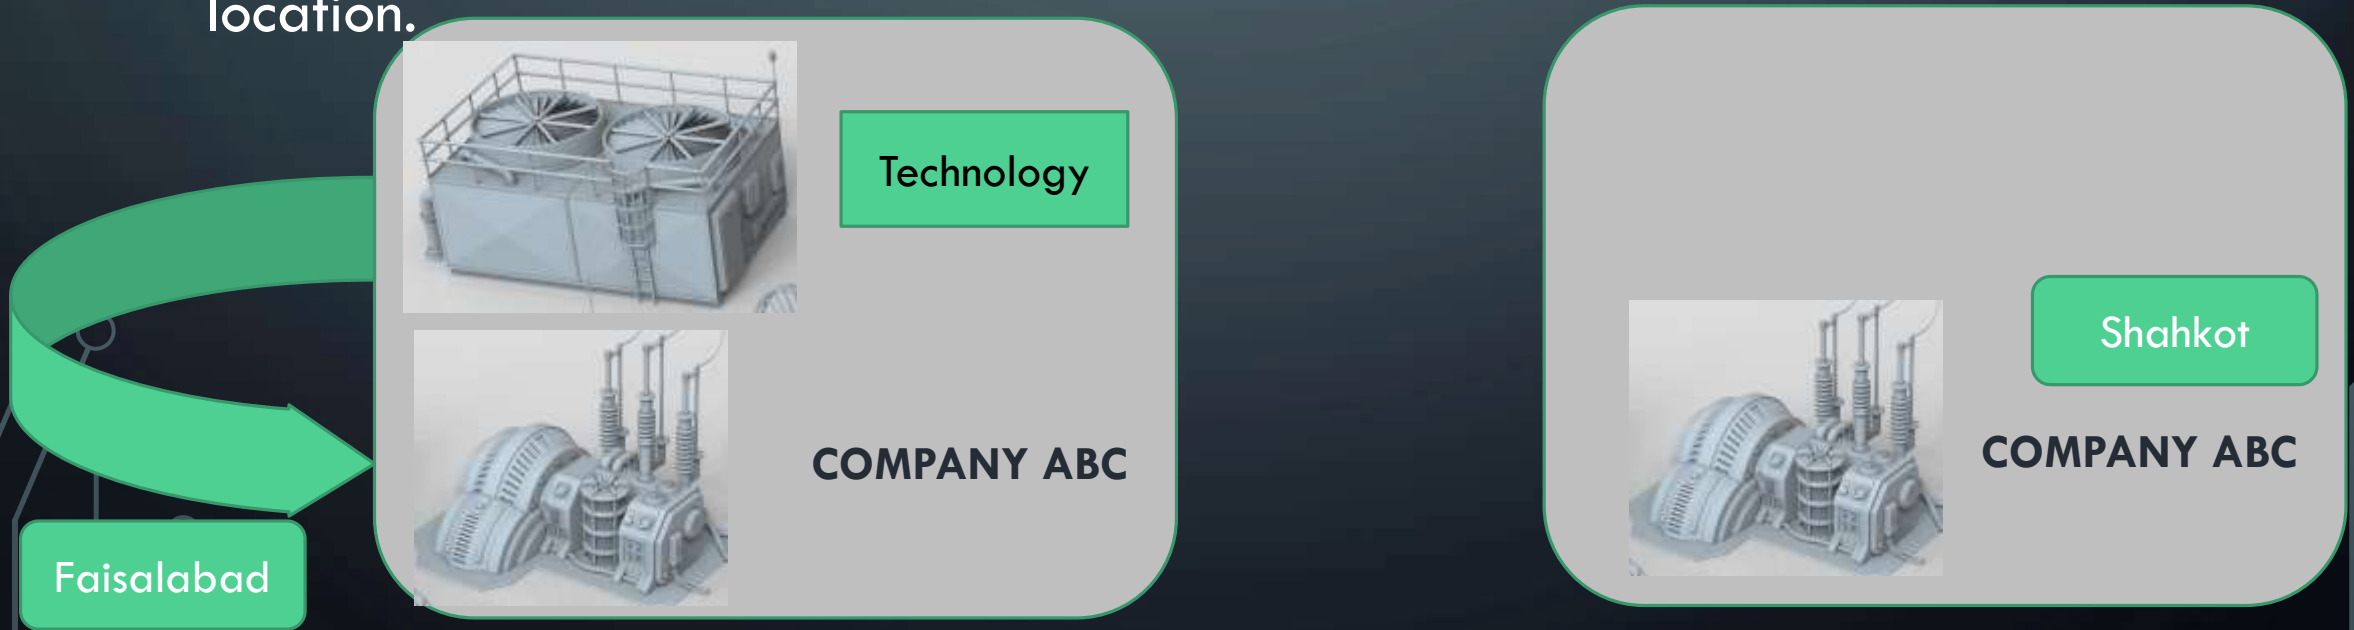 location.
Technology
Shahkot
COMPANY ABC
COMPANY ABC
Faisalabad